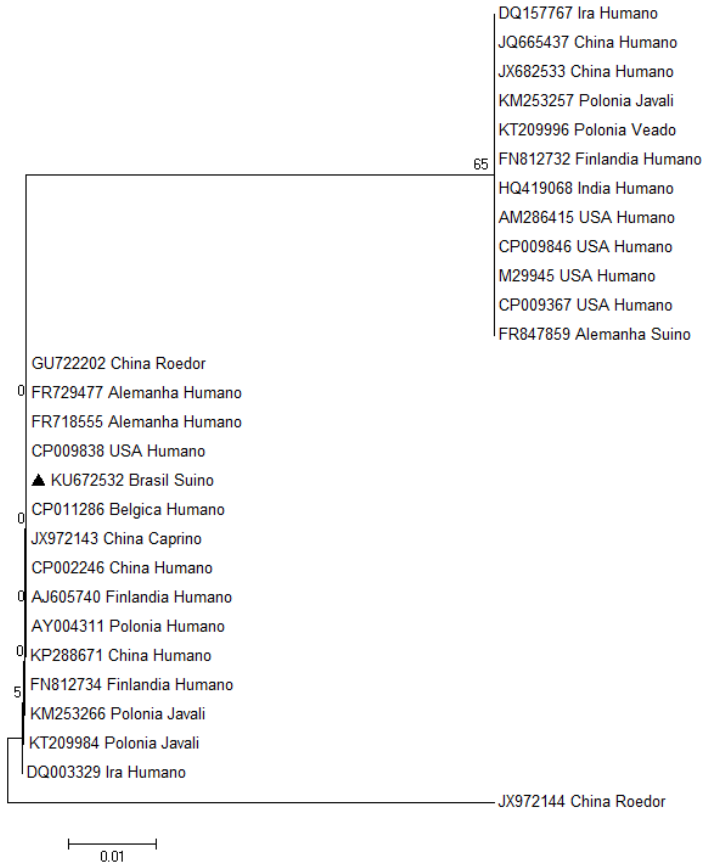 DQ157767 Ira Humano
JQ665437 China Humano
JX682533 China Humano
KM253257 Polonia Javali
KT209996 Polonia Veado
65
FN812732 Finlandia Humano
HQ419068 India Humano
AM286415 USA Humano
CP009846 USA Humano
M29945 USA Humano
CP009367 USA Humano
FR847859 Alemanha Suino
GU722202 China Roedor
0
FR729477 Alemanha Humano
FR718555 Alemanha Humano
CP009838 USA Humano
▲ KU672532 Brasil Suino
0
CP011286 Belgica Humano
JX972143 China Caprino
CP002246 China Humano
0
AJ605740 Finlandia Humano
AY004311 Polonia Humano
0
KP288671 China Humano
5
FN812734 Finlandia Humano
KM253266 Polonia Javali
KT209984 Polonia Javali
DQ003329 Ira Humano
JX972144 China Roedor
0.01